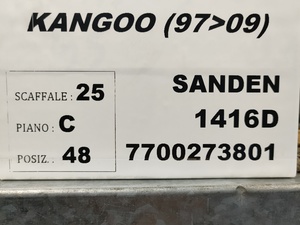 KANGOO (97>09)
SCAFFALE : 25
PIANO : C
POSIZ. : 48
SANDEN
1416D
7700273801